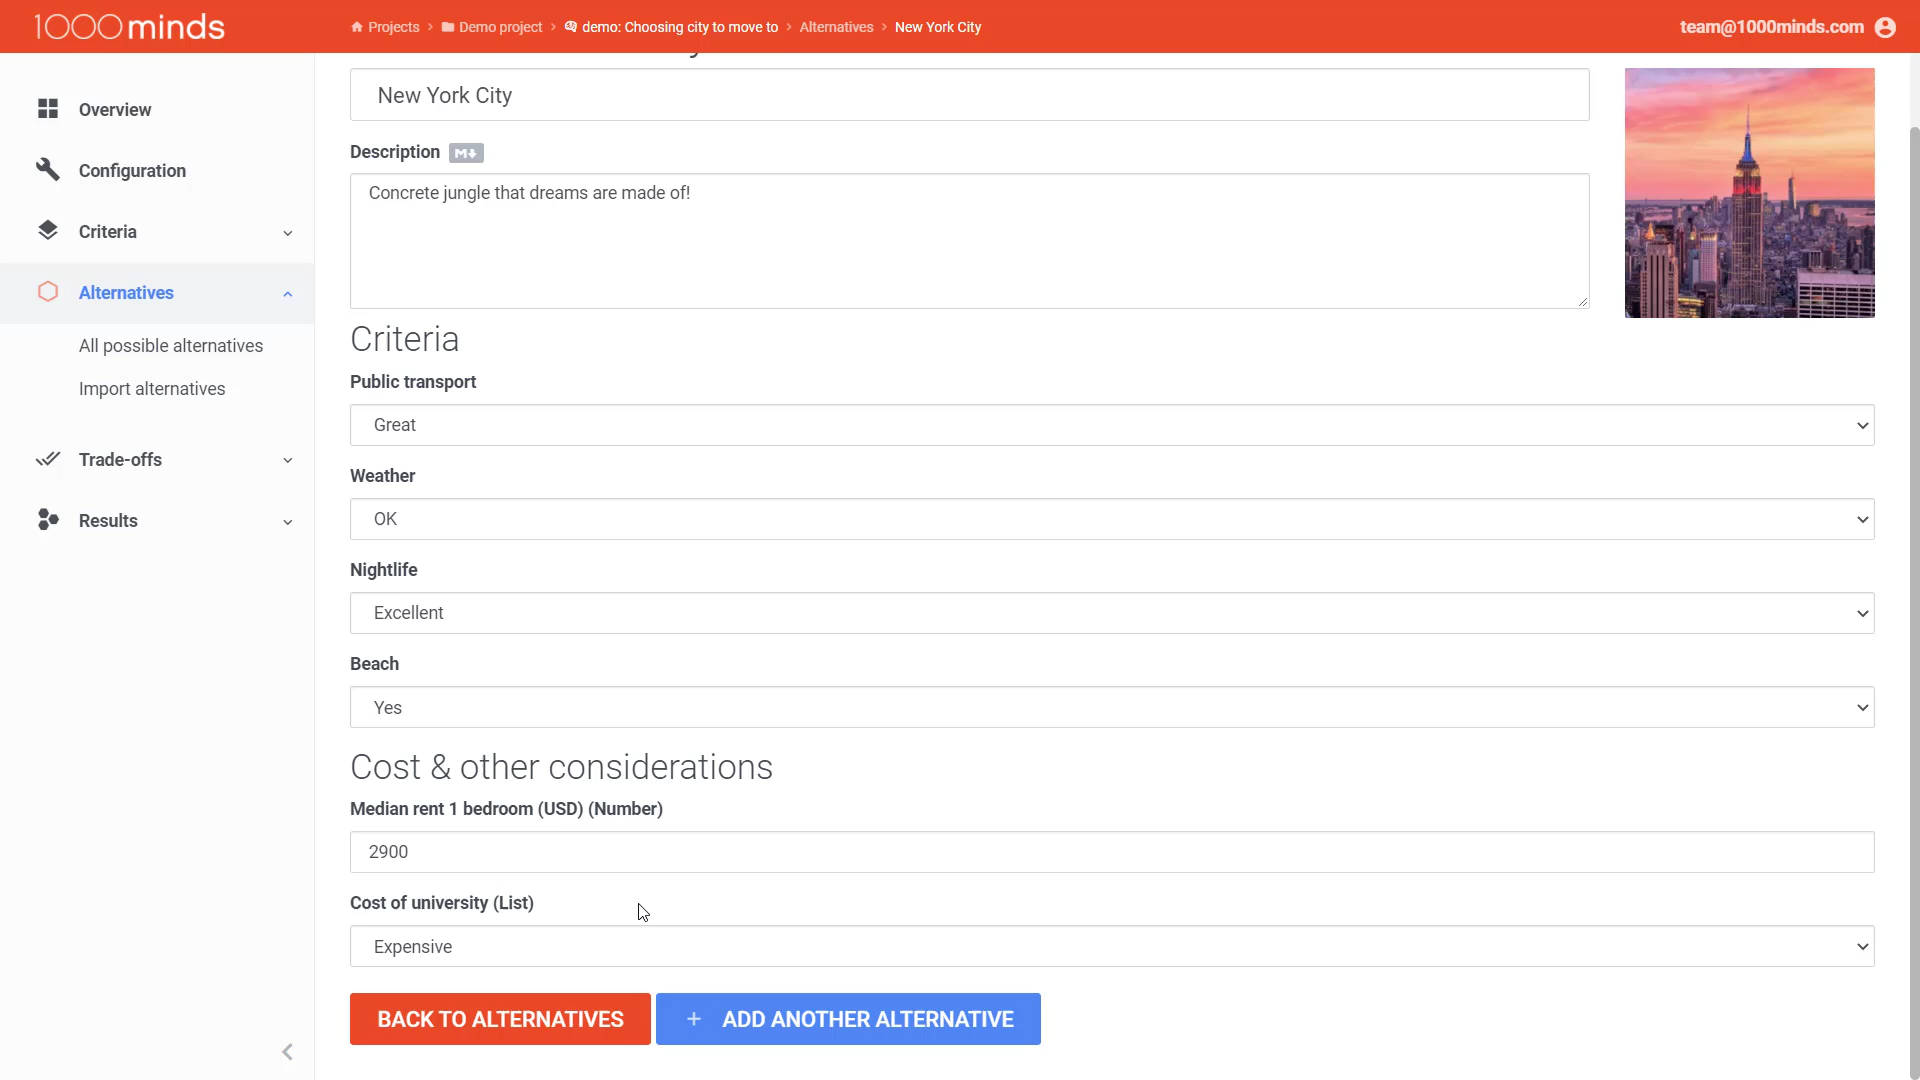 1000minds
Projects > Demo project > demo: Choosing city to move to > Alternatives > New York City
team@1000minds.com
Overview
Configuration
Criteria
Alternatives
All possible alternatives
Import alternatives
Trade-offs
Results
New York City
Description M
Concrete jungle that dreams are made of!
Criteria
Public transport
Great
Weather
OK
Nightlife
Excellent
Beach
Yes
Cost & other considerations
Median rent 1 bedroom (USD) (Number)
2900
Cost of university (List)
Expensive
BACK TO ALTERNATIVES
+ ADD ANOTHER ALTERNATIVE